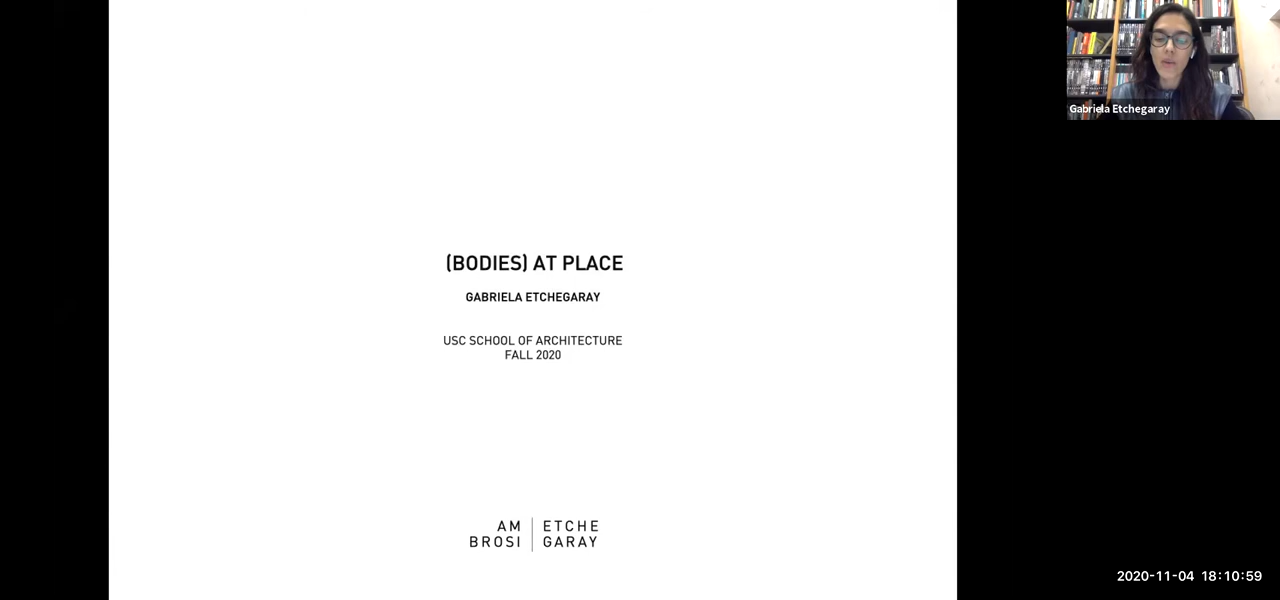 (BODIES) AT PLACE
GABRIELA ETCHEGARAY
USC SCHOOL OF ARCHITECTURE
FALL 2020
AM
BROSI
ETCHE
GARAY
Gabriela Etchegaray
2020-11-04 18:10:59